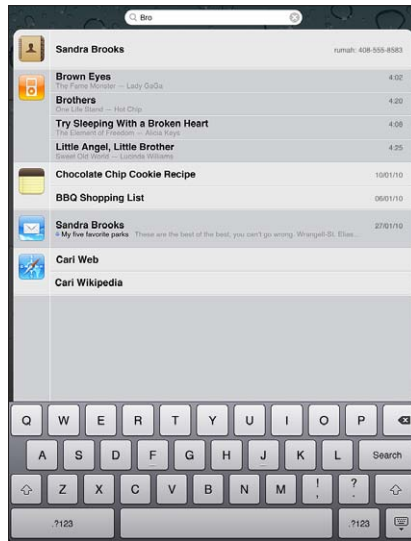 Bro
Sandra Brooks rumah: 408-555-8583
Brown Eyes 4:02
The Fame Monster — Lady GaGa
Brothers 4:20
One Life Stand — Hot Chip
Try Sleeping With a Broken Heart 4:08
The Element of Freedom — Alicia Keys
Little Angel, Little Brother 4:25
Sweet Old World — Lucinda Williams
Chocolate Chip Cookie Recipe 10/01/10
BBQ Shopping List 06/01/10
Sandra Brooks 27/01/10
My five favorite parks These are the best of the best, you can't go wrong. Wrangell-St. Elias...
Cari Web
Cari Wikipedia
Q W E R T Y U I O P
A S D F G H J K L Search
Z X C V B N M ! , ? .
.?123 .?123